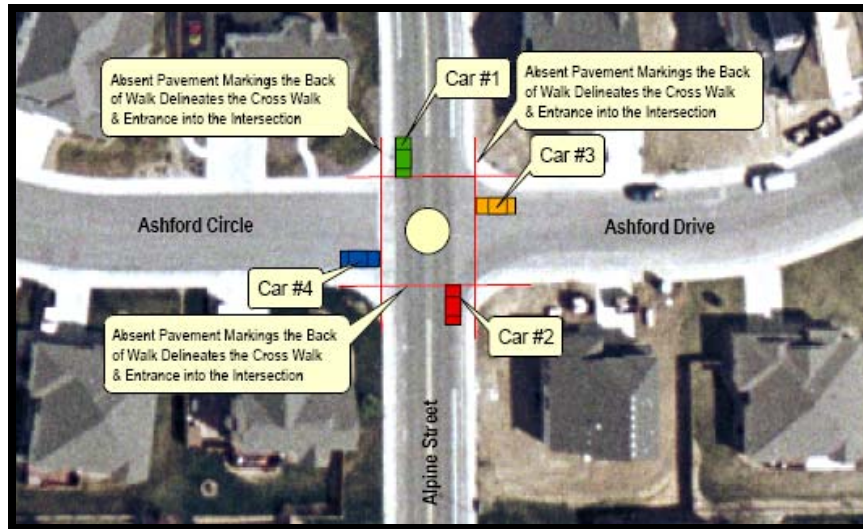 Absent Pavement Markings the Back
of Walk Delineates the Cross Walk
& Entrance into the Intersection
Car #1
Absent Pavement Markings the Back
of Walk Delineates the Cross Walk
& Entrance into the Intersection
Car #3
Ashford Circle
Ashford Drive
Car #4
Car #2
Absent Pavement Markings the Back
of Walk Delineates the Cross Walk
& Entrance into the Intersection
Alpine Street